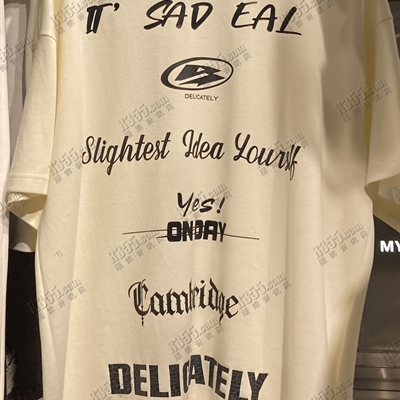 IT' SAD EAL
DELICATELY
Slightest Idea Yourslf
Yes!
ONDAY
MY
Cambridge
DELICATELY